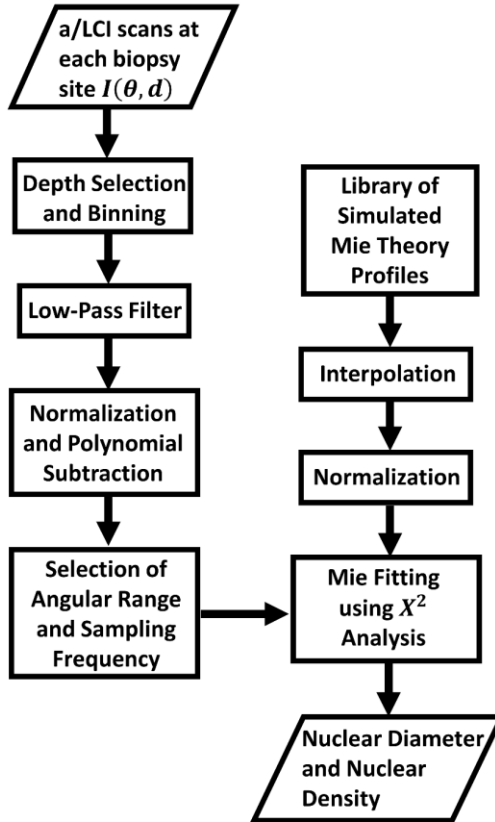 a/LCI scans at
each biopsy
site I(θ, d)
Depth Selection
and Binning
Low-Pass Filter
Normalization
and Polynomial
Subtraction
Selection of
Angular Range
and Sampling
Frequency
Library of
Simulated
Mie Theory
Profiles
Interpolation
Normalization
Mie Fitting
using X²
Analysis
Nuclear Diameter
and Nuclear
Density